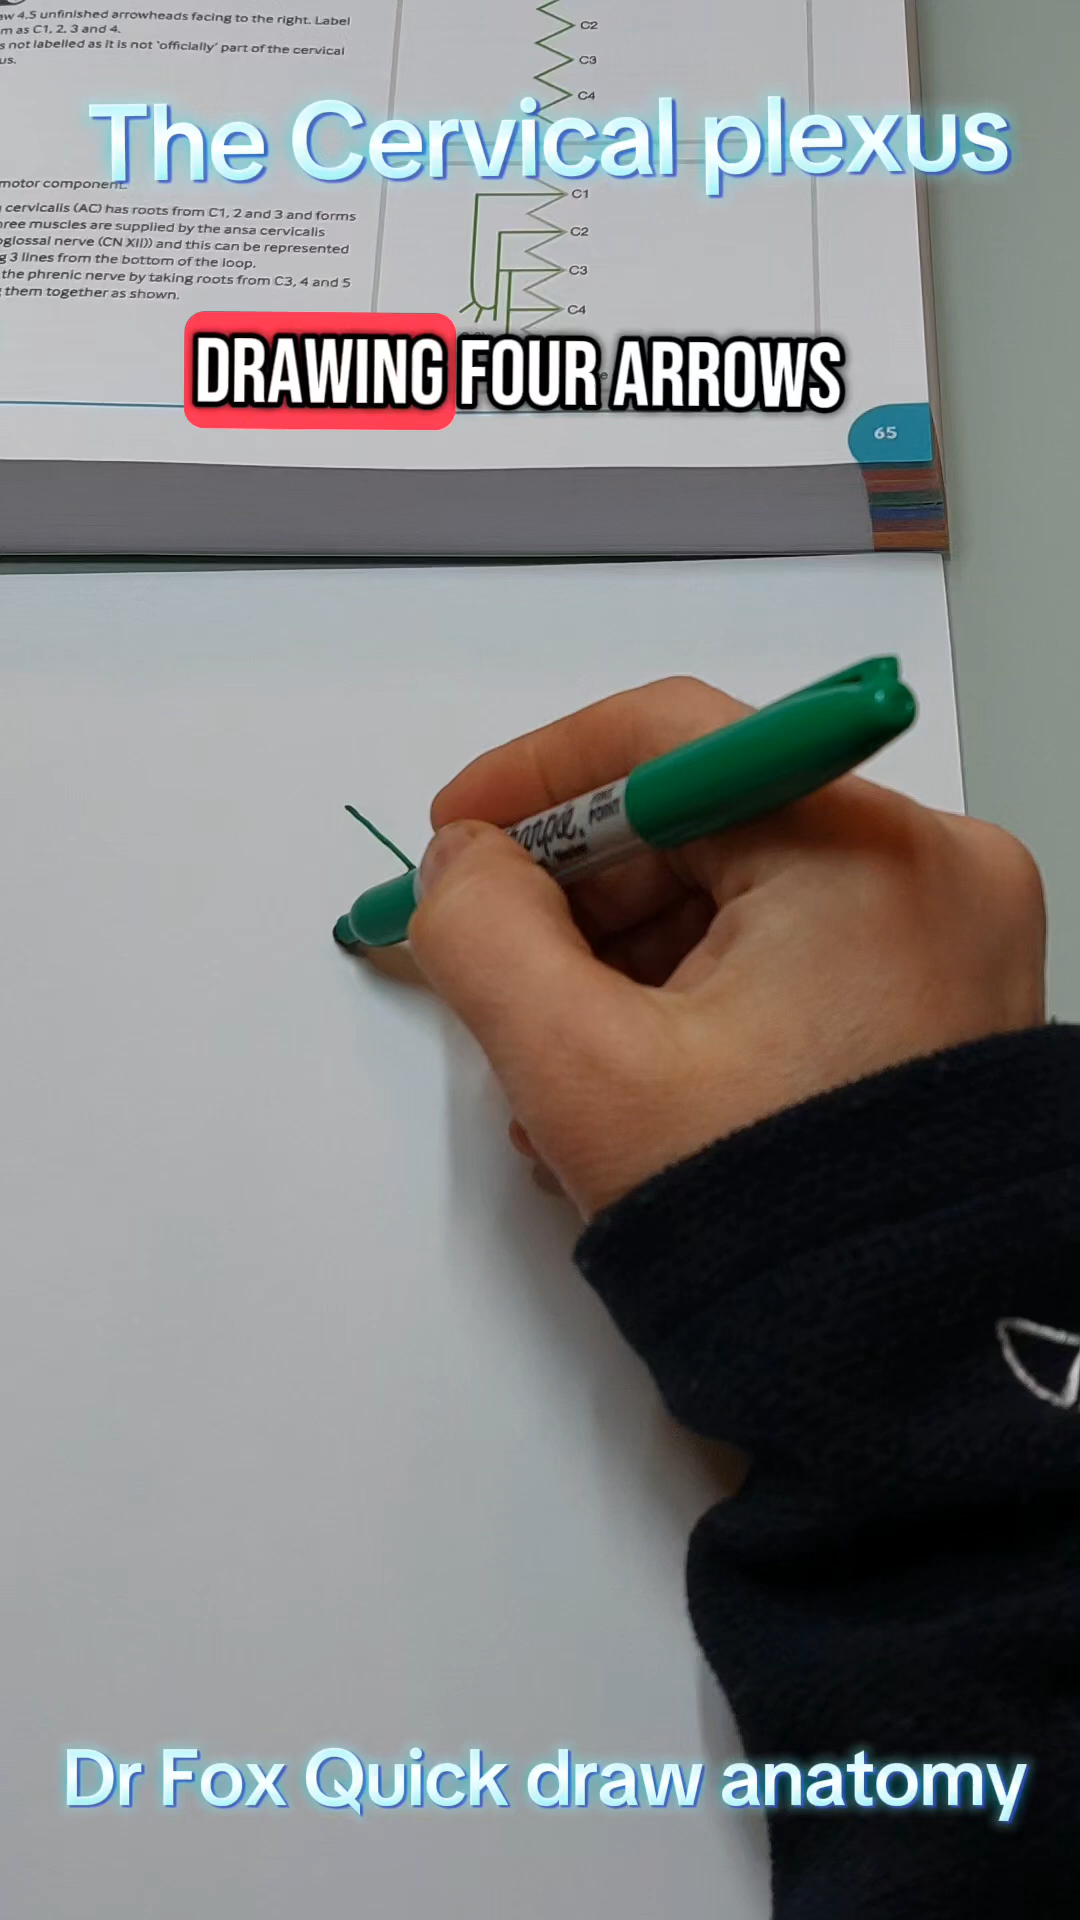 4.5 unfinished arrowheads facing to the right. Label
as C1, 2, 3 and 4.
not labelled as it is not 'officially' part of the cervical
C2
C3
C4
The Cervical plexus
motor component.
cervicalis (AC) has roots from C1, 2 and 3 and forms
muscles are supplied by the ansa cervicalis
nerve (CN XII)) and this can be represented
3 lines from the bottom of the loop.
the phrenic nerve by taking roots from C3, 4 and 5
them together as shown.
C1
C2
C3
C4
DRAWING FOUR ARROWS
65
Sharpie.
FINE
POINT
Dr Fox Quick draw anatomy